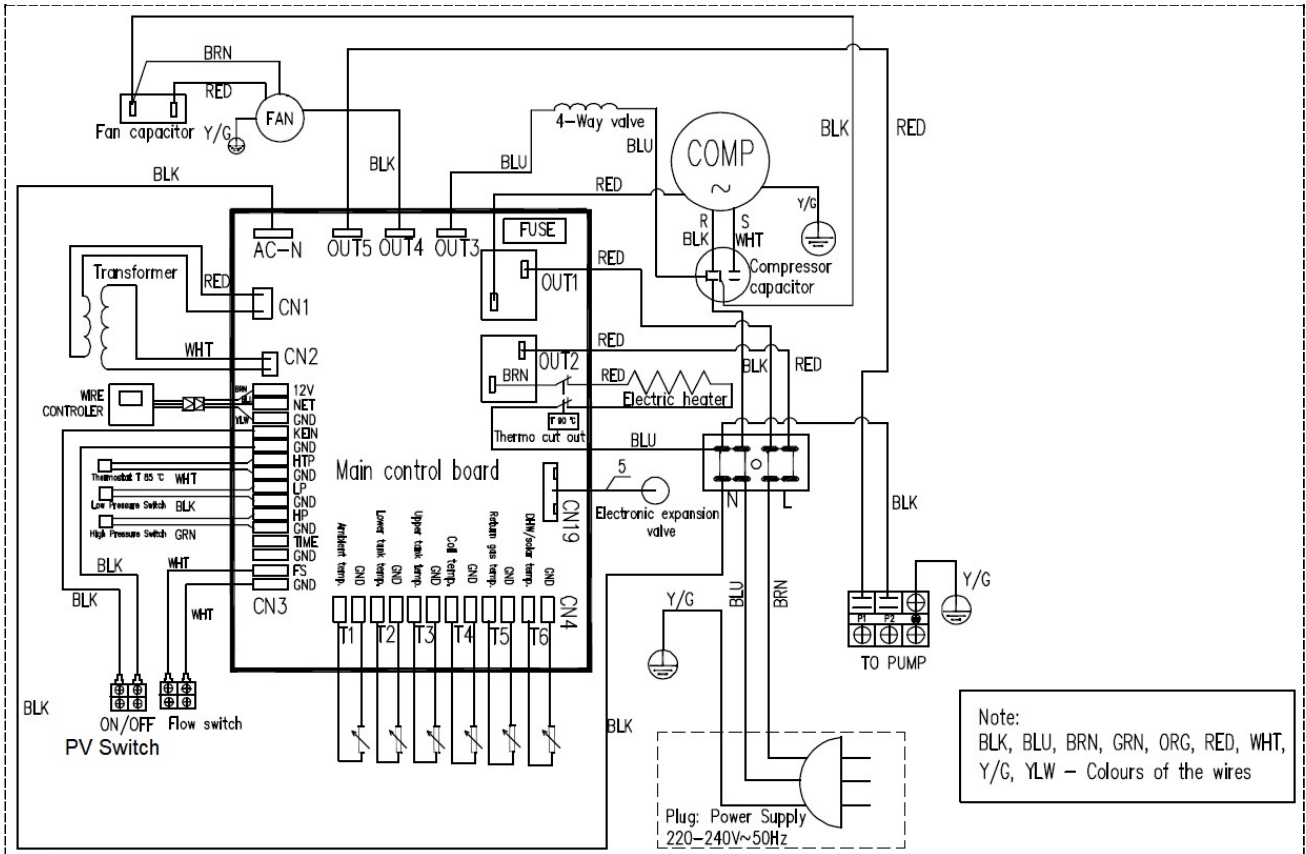 BRN
RED
Fan capacitor
Y/G
FAN
BLK
BLK
4-Way valve
BLU
BLU
COMP
~
BLK
RED
RED
Y/G
R
S
BLK
WHT
Compressor
capacitor
AC-N
OUT5
OUT4
OUT3
FUSE
OUT1
RED
Transformer
RED
CN1
WHT
CN2
OUT2
RED
BLK
RED
BRN
RED
Electric heater
T 90 ℃
Thermo cut out
BLU
WIRE
CONTROLER
BRN
BLU
YLW
12V
NET
GND
KEIN
GND
HTP
GND
LP
GND
HP
GND
TIME
GND
FS
GND
CN3
Thermostat T 85 ℃
WHT
Low Pressure Switch
BLK
High Pressure Switch
GRN
Main control board
CN19
5
Electronic expansion
valve
N
L
BLK
BLK
BLK
WHT
WHT
Ambient temp.
GND
Lower tank temp.
GND
Upper tank temp.
GND
Coil temp.
GND
Return gas temp.
GND
DHW/solar temp.
GND
CN4
T1
T2
T3
T4
T5
T6
Y/G
BLU
BRN
Y/G
P1
P2
TO PUMP
BLK
ON/OFF
Flow switch
PV Switch
BLK
Plug: Power Supply
220-240V~50Hz
Note:
BLK, BLU, BRN, GRN, ORG, RED, WHT,
Y/G, YLW – Colours of the wires